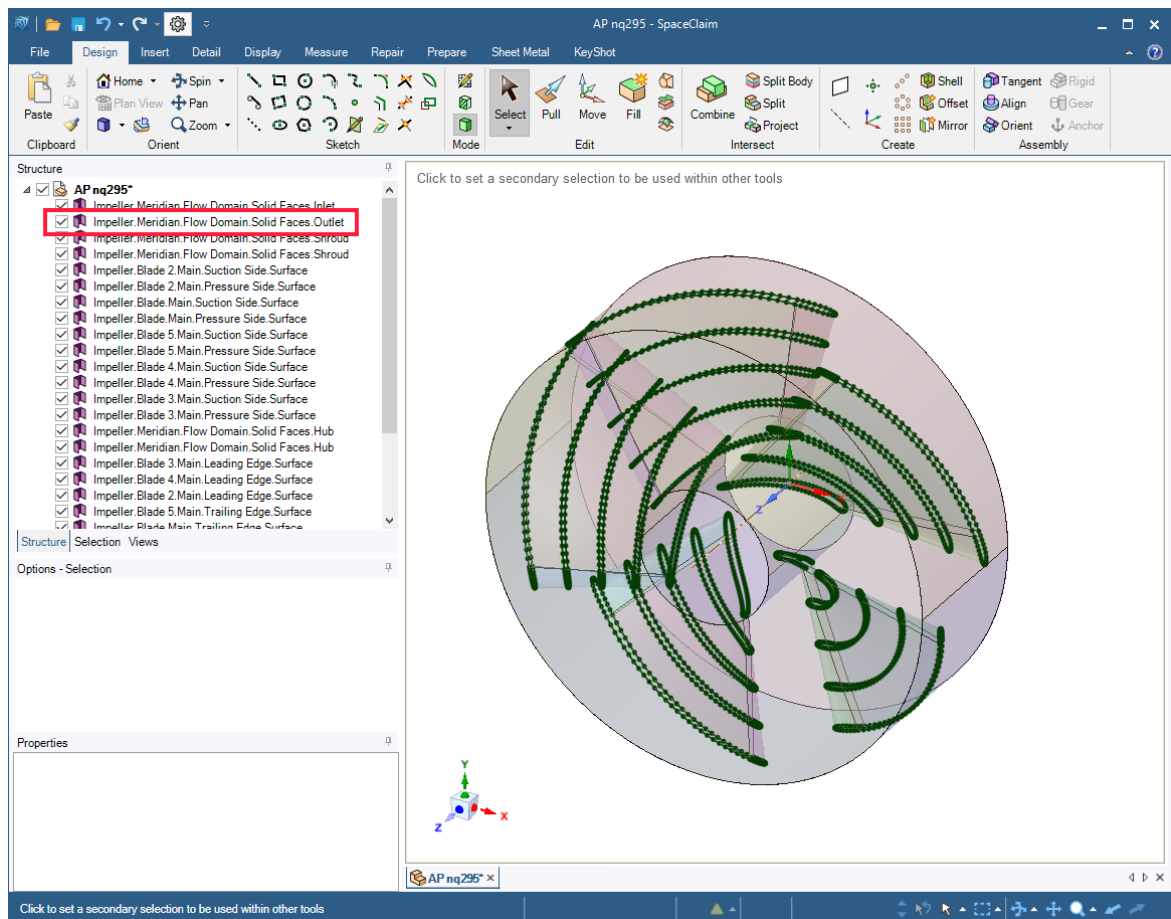 AP nq295 - SpaceClaim
File Design Insert Detail Display Measure Repair Prepare Sheet Metal KeyShot
Paste
Clipboard
Home Spin
Plan View Pan
Zoom
Orient
Sketch
Mode
Select Pull Move Fill
Edit
Combine
Split Body
Split
Project
Intersect
Shell
Offset
Mirror
Create
Tangent Rigid
Align Gear
Orient Anchor
Assembly
Structure
AP nq295*
Impeller.Meridian.Flow Domain.Solid Faces.Inlet
Impeller.Meridian.Flow Domain.Solid Faces.Outlet
Impeller.Meridian.Flow Domain.Solid Faces.Shroud
Impeller.Meridian.Flow Domain.Solid Faces.Shroud
Impeller.Blade 2.Main.Suction Side.Surface
Impeller.Blade 2.Main.Pressure Side.Surface
Impeller.Blade.Main.Suction Side.Surface
Impeller.Blade.Main.Pressure Side.Surface
Impeller.Blade 5.Main.Suction Side.Surface
Impeller.Blade 5.Main.Pressure Side.Surface
Impeller.Blade 4.Main.Suction Side.Surface
Impeller.Blade 4.Main.Pressure Side.Surface
Impeller.Blade 3.Main.Suction Side.Surface
Impeller.Blade 3.Main.Pressure Side.Surface
Impeller.Meridian.Flow Domain.Solid Faces.Hub
Impeller.Meridian.Flow Domain.Solid Faces.Hub
Impeller.Blade 3.Main.Leading Edge.Surface
Impeller.Blade 4.Main.Leading Edge.Surface
Impeller.Blade 2.Main.Leading Edge.Surface
Impeller.Blade 5.Main.Trailing Edge.Surface
Impeller.Blade.Main.Trailing Edge.Surface
Structure Selection Views
Options - Selection
Properties
Click to set a secondary selection to be used within other tools
Z
Y
X
Z
AP nq295*
Click to set a secondary selection to be used within other tools